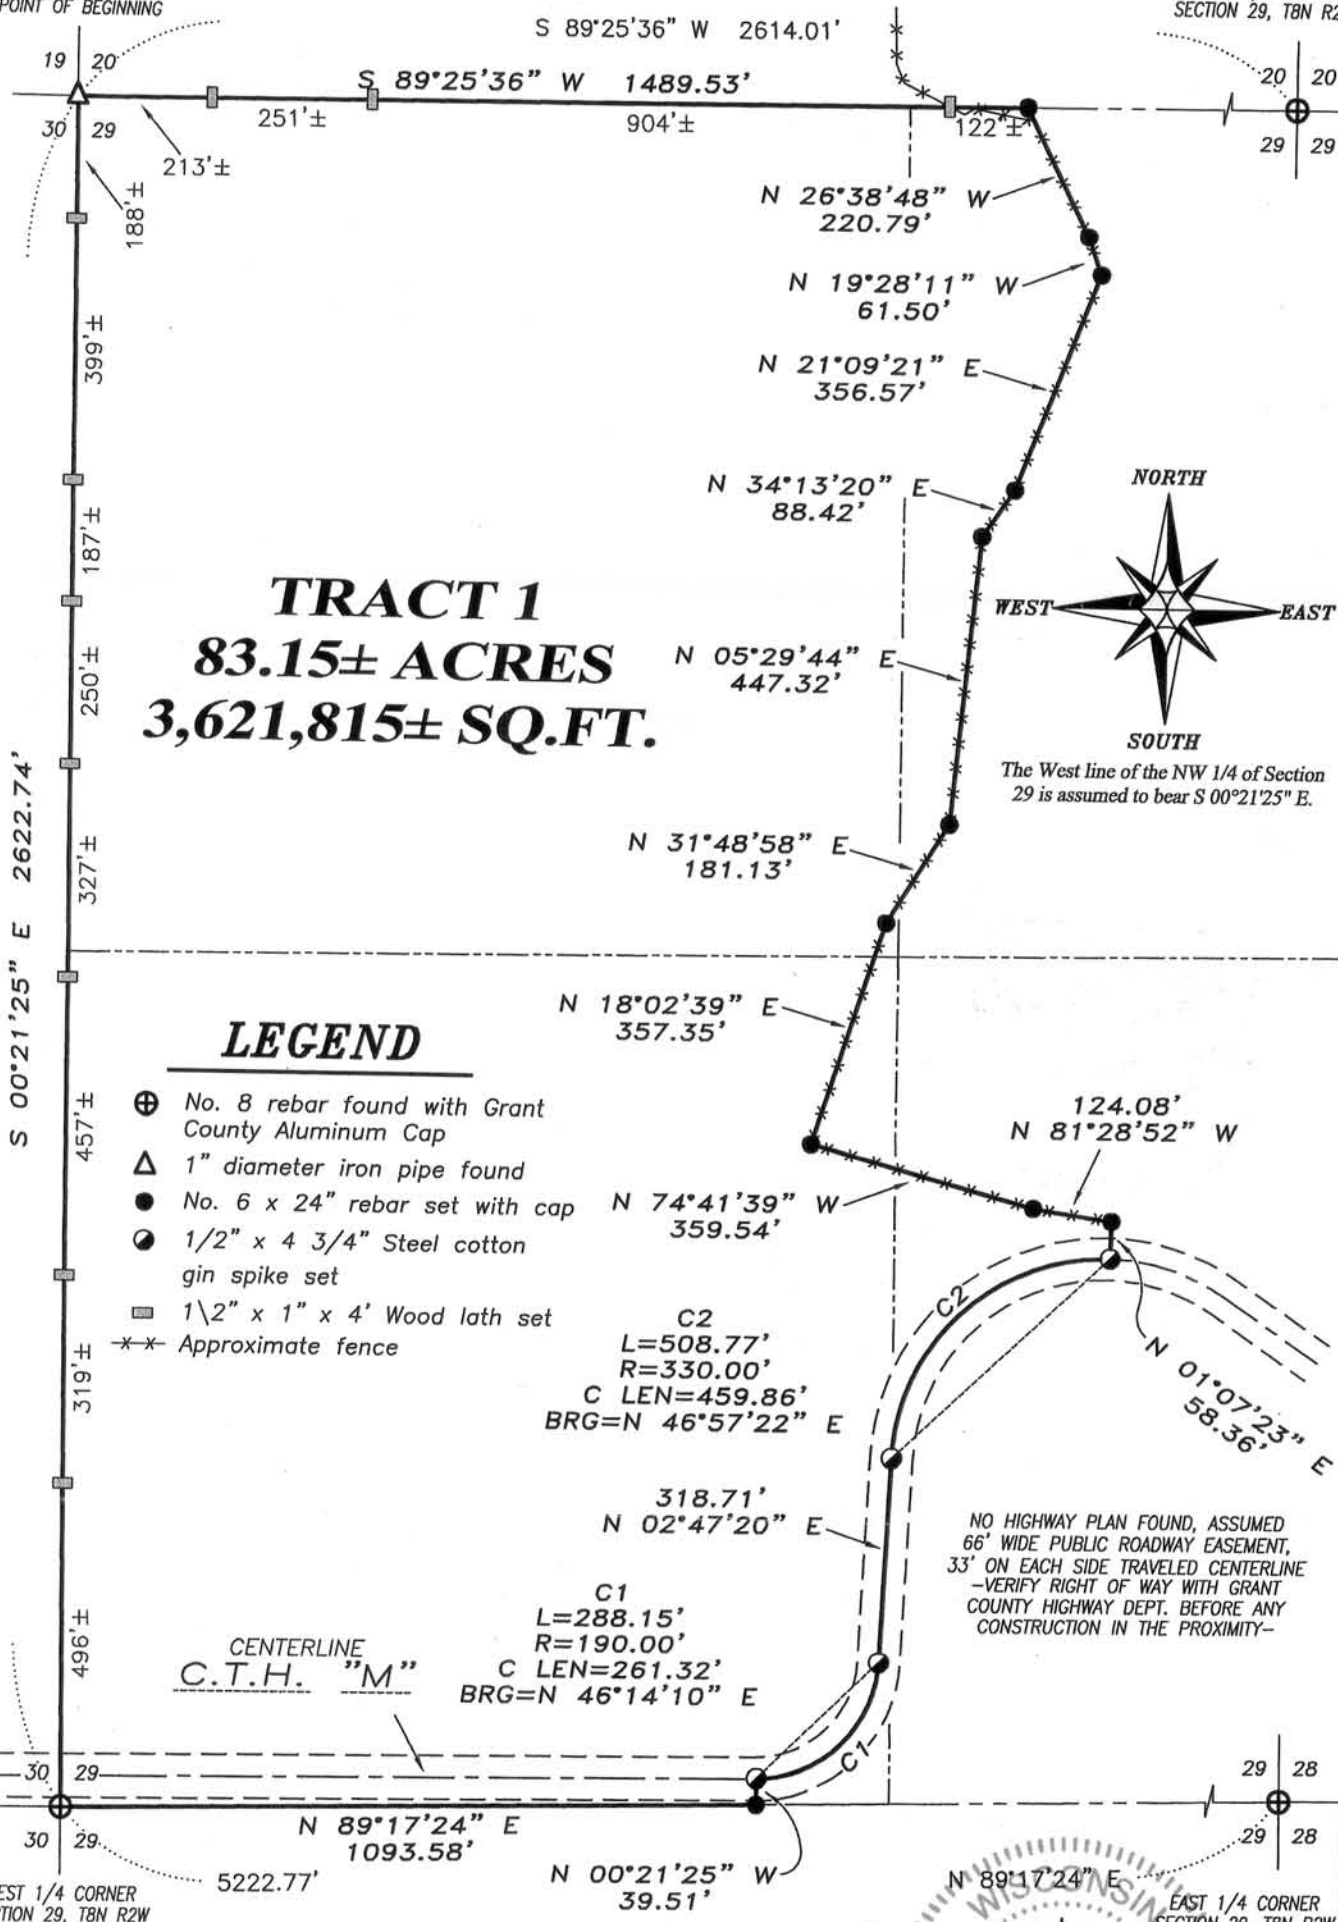 POINT OF BEGINNING
S 89°25'36" W 2614.01'
SECTION 29, T8N R2
19 20
30 29
S 89°25'36" W 1489.53'
20 20
29 29
251'±
904'±
122'±
213'±
188'±
N 26°38'48" W
220.79'
N 19°28'11" W
61.50'
399'±
N 21°09'21" E
356.57'
N 34°13'20" E
88.42'
187'±
NORTH
WEST
EAST
SOUTH
The West line of the NW 1/4 of Section
29 is assumed to bear S 00°21'25" E.
TRACT 1
83.15± ACRES
3,621,815± SQ.FT.
N 05°29'44" E
447.32'
250'±
S 00°21'25" E 2622.74'
327'±
N 31°48'58" E
181.13'
N 18°02'39" E
357.35'
LEGEND
No. 8 rebar found with Grant
County Aluminum Cap
1" diameter iron pipe found
No. 6 x 24" rebar set with cap
1/2" x 4 3/4" Steel cotton
gin spike set
1\2" x 1" x 4' Wood lath set
Approximate fence
457'±
124.08'
N 81°28'52" W
N 74°41'39" W
359.54'
C2
C2
L=508.77'
R=330.00'
C LEN=459.86'
BRG=N 46°57'22" E
N 01°07'23" E
58.36'
319'±
318.71'
N 02°47'20" E
NO HIGHWAY PLAN FOUND, ASSUMED
66' WIDE PUBLIC ROADWAY EASEMENT,
33' ON EACH SIDE TRAVELED CENTERLINE
-VERIFY RIGHT OF WAY WITH GRANT
COUNTY HIGHWAY DEPT. BEFORE ANY
CONSTRUCTION IN THE PROXIMITY-
C1
L=288.15'
R=190.00'
C LEN=261.32'
BRG=N 46°14'10" E
496'±
CENTERLINE
C.T.H. "M"
C1
30 29
30 29
29 28
29 28
N 89°17'24" E
1093.58'
5222.77'
N 00°21'25" W
39.51'
N 89°17'24" E
WISCONSIN
EST 1/4 CORNER
TION 29, T8N R2W
EAST 1/4 CORNER
SECTION 29, T8N R2W